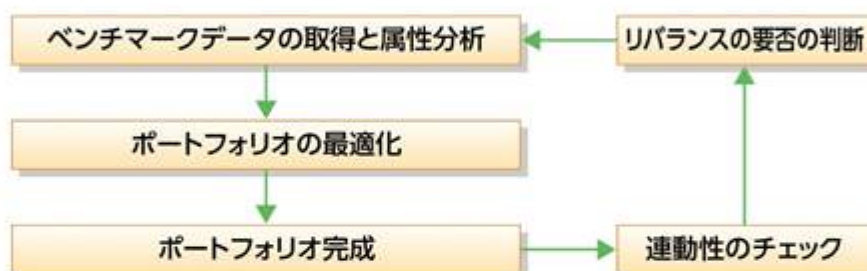 ベンチマークデータの取得と属性分析
リバランスの要否の判断
ポートフォリオの最適化
ポートフォリオ完成
連動性のチェック